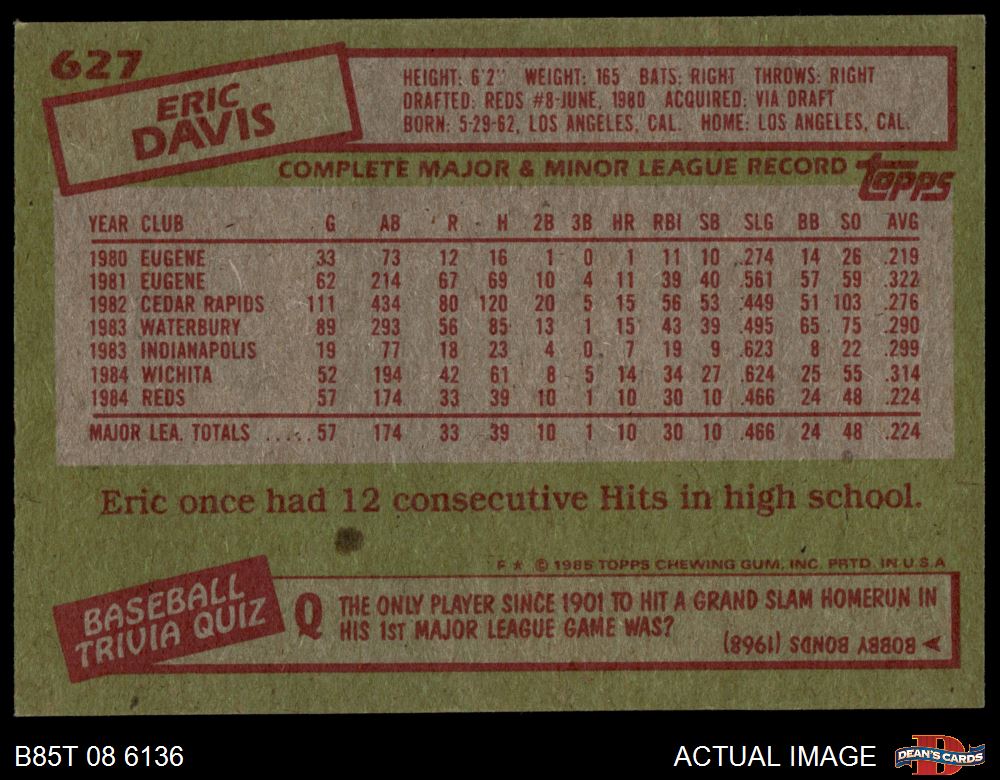 627
ERIC
DAVIS
HEIGHT: 6'2" WEIGHT: 165 BATS: RIGHT THROWS: RIGHT
DRAFTED: REDS #8-JUNE, 1980 ACQUIRED: VIA DRAFT
BORN: 5-29-62, LOS ANGELES, CAL. HOME: LOS ANGELES, CAL.
COMPLETE MAJOR & MINOR LEAGUE RECORD topps
YEAR CLUB G AB R H 2B 3B HR RBI SB SLG BB SO AVG
1980 EUGENE 33 73 12 16 1 0 1 11 10 .274 14 26 .219
1981 EUGENE 62 214 67 69 10 4 11 39 40 .561 57 59 .322
1982 CEDAR RAPIDS 111 434 80 120 20 5 15 56 53 .449 51 103 .276
1983 WATERBURY 89 293 56 85 13 1 15 43 39 .495 65 75 .290
1983 INDIANAPOLIS 19 77 18 23 4 0 7 19 9 .623 8 22 .299
1984 WICHITA 52 194 42 61 8 5 14 34 27 .624 25 55 .314
1984 REDS 57 174 33 39 10 1 10 30 10 .466 24 48 .224
MAJOR LEA. TOTALS ..... 57 174 33 39 10 1 10 30 10 .466 24 48 .224
Eric once had 12 consecutive Hits in high school.
F * © 1985 TOPPS CHEWING GUM, INC. PRTD. IN U.S.A
BASEBALL
TRIVIA QUIZ
Q THE ONLY PLAYER SINCE 1901 TO HIT A GRAND SLAM HOMERUN IN
HIS 1ST MAJOR LEAGUE GAME WAS?
BOBBY BONDS (1968)
B85T 08 6136
ACTUAL IMAGE
DEAN'S CARDS